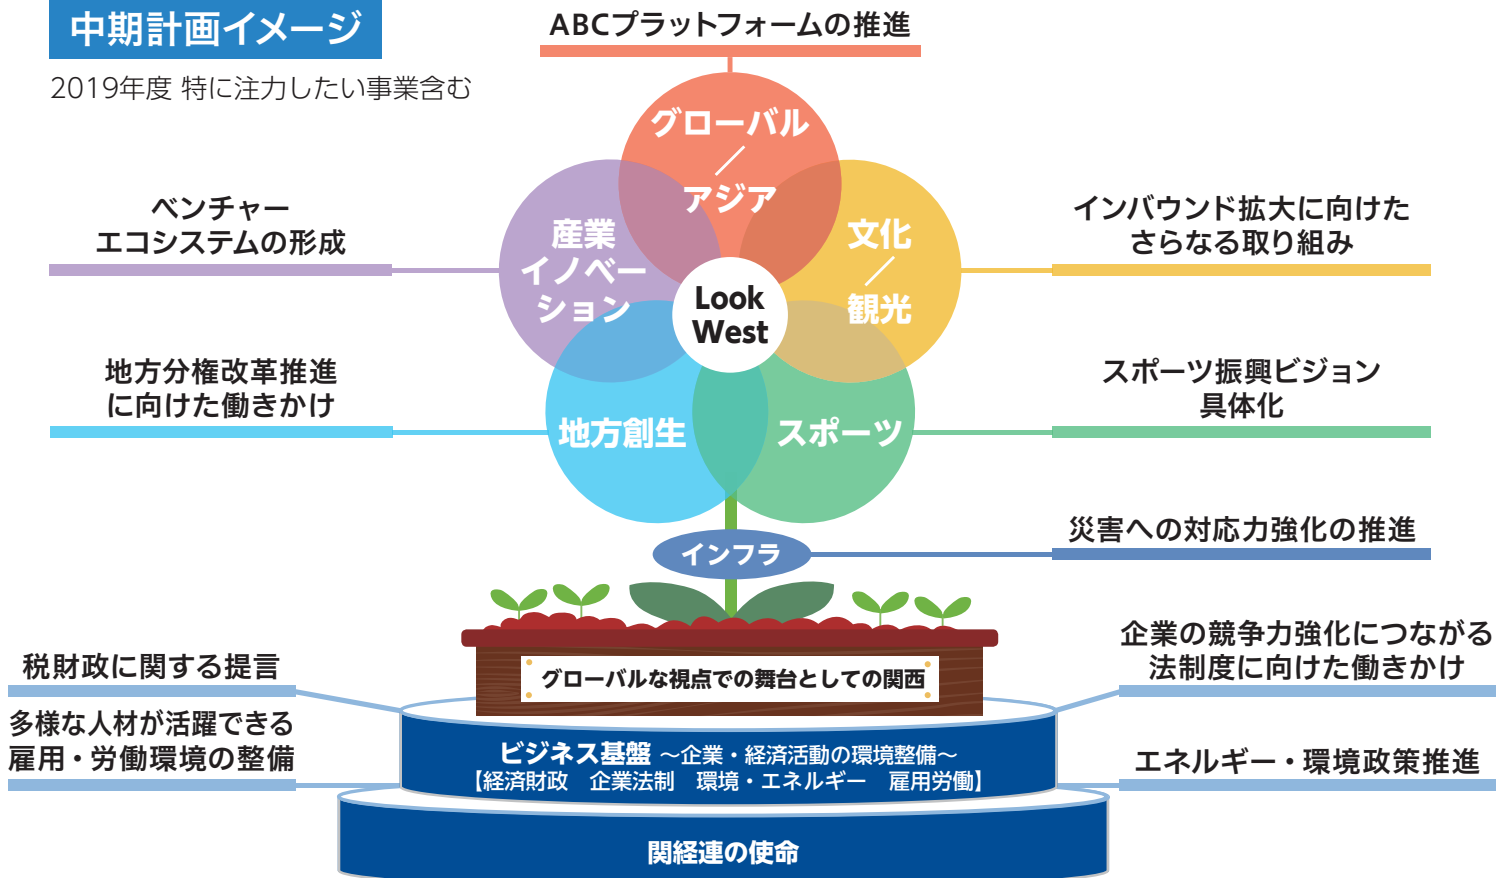 中期計画イメージ
2019年度 特に注力したい事業含む
ABCプラットフォームの推進
グローバル
／
アジア
ベンチャー
エコシステムの形成
産業
イノベー
ション
文化
／
観光
インバウンド拡大に向けた
さらなる取り組み
Look
West
地方分権改革推進
に向けた働きかけ
地方創生
スポーツ
スポーツ振興ビジョン
具体化
インフラ
災害への対応力強化の推進
グローバルな視点での舞台としての関西
税財政に関する提言
多様な人材が活躍できる
雇用・労働環境の整備
企業の競争力強化につながる
法制度に向けた働きかけ
エネルギー・環境政策推進
ビジネス基盤 ～企業・経済活動の環境整備～
【経済財政　企業法制　環境・エネルギー　雇用労働】
関経連の使命